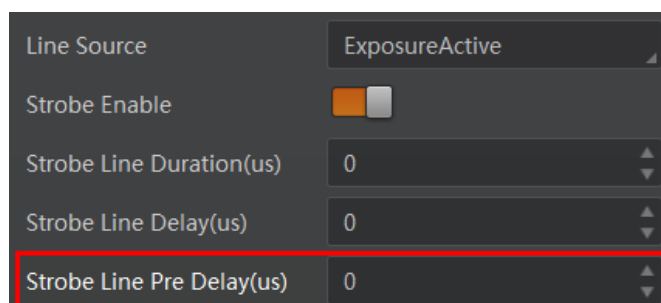 Line Source ExposureActive
Strobe Enable
Strobe Line Duration(us) 0
Strobe Line Delay(us) 0
Strobe Line Pre Delay(us) 0